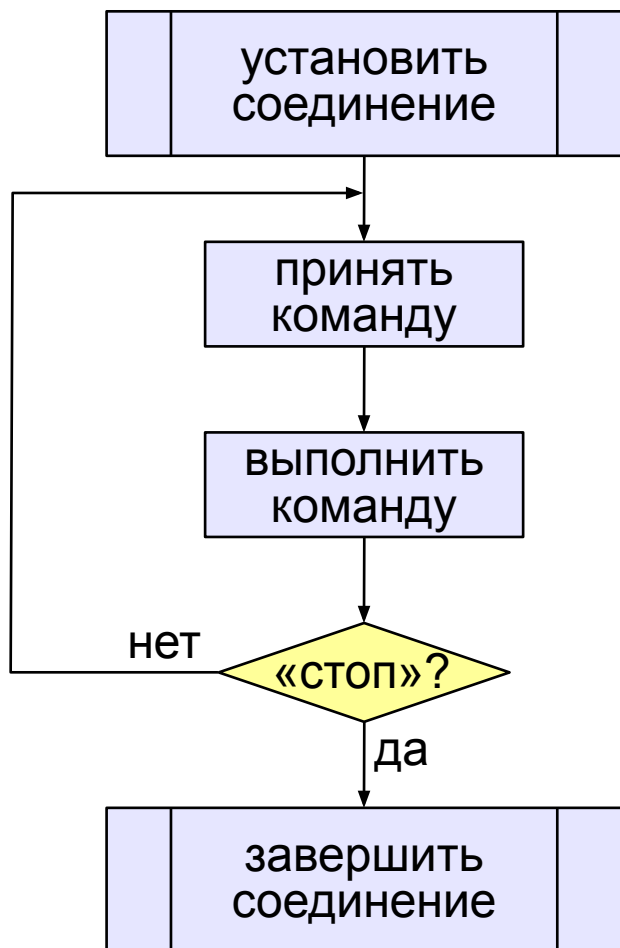 установить
соединение
принять
команду
выполнить
команду
нет
«стоп»?
да
завершить
соединение